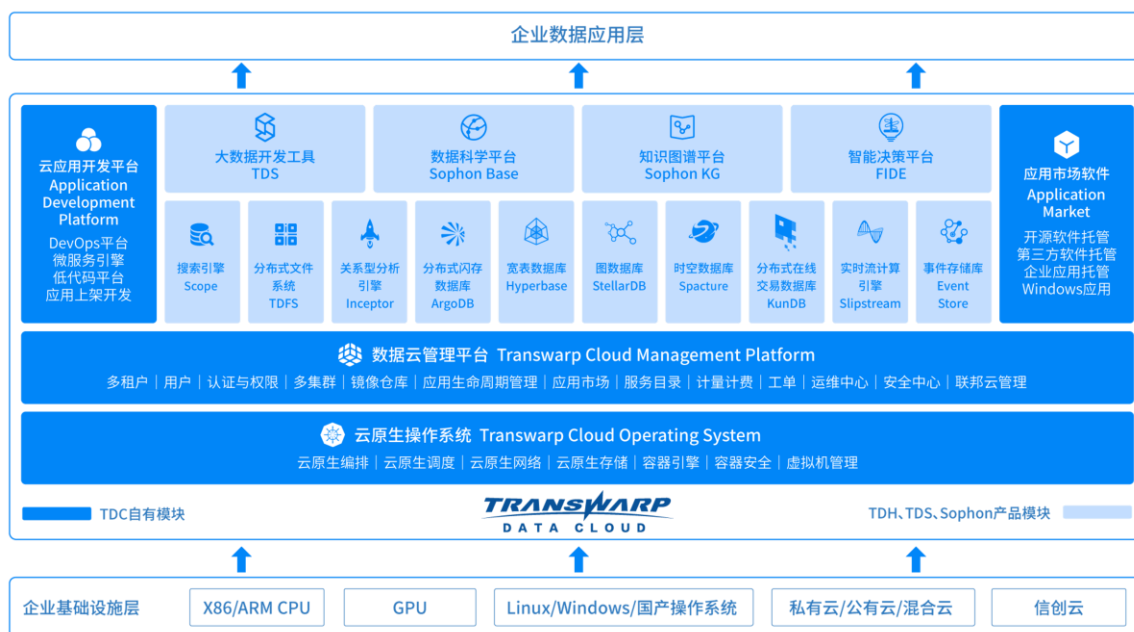 企业数据应用层
云应用开发平台
Application
Development
Platform
DevOps平台
微服务引擎
低代码平台
应用上架开发
大数据开发工具
TDS
数据科学平台
Sophon Base
知识图谱平台
Sophon KG
智能决策平台
FIDE
应用市场软件
Application
Market
开源软件托管
第三方软件托管
企业应用托管
Windows应用
搜索引擎
Scope
分布式文件
系统
TDFS
关系型分析
引擎
Inceptor
分布式闪存
数据库
ArgoDB
宽表数据库
Hyperbase
图数据库
StellarDB
时空数据库
Spacture
分布式在线
交易数据库
KunDB
实时流计算
引擎
Slipstream
事件存储库
Event
Store
数据云管理平台 Transwarp Cloud Management Platform
多租户｜用户｜认证与权限｜多集群｜镜像仓库｜应用生命周期管理｜应用市场｜服务目录｜计量计费｜工单｜运维中心｜安全中心｜联邦云管理
云原生操作系统 Transwarp Cloud Operating System
云原生编排｜云原生调度｜云原生网络｜云原生存储｜容器引擎｜容器安全｜虚拟机管理
TDC自有模块
TRANSWARP
DATA CLOUD
TDH、TDS、Sophon产品模块
企业基础设施层
X86/ARM CPU
GPU
Linux/Windows/国产操作系统
私有云/公有云/混合云
信创云